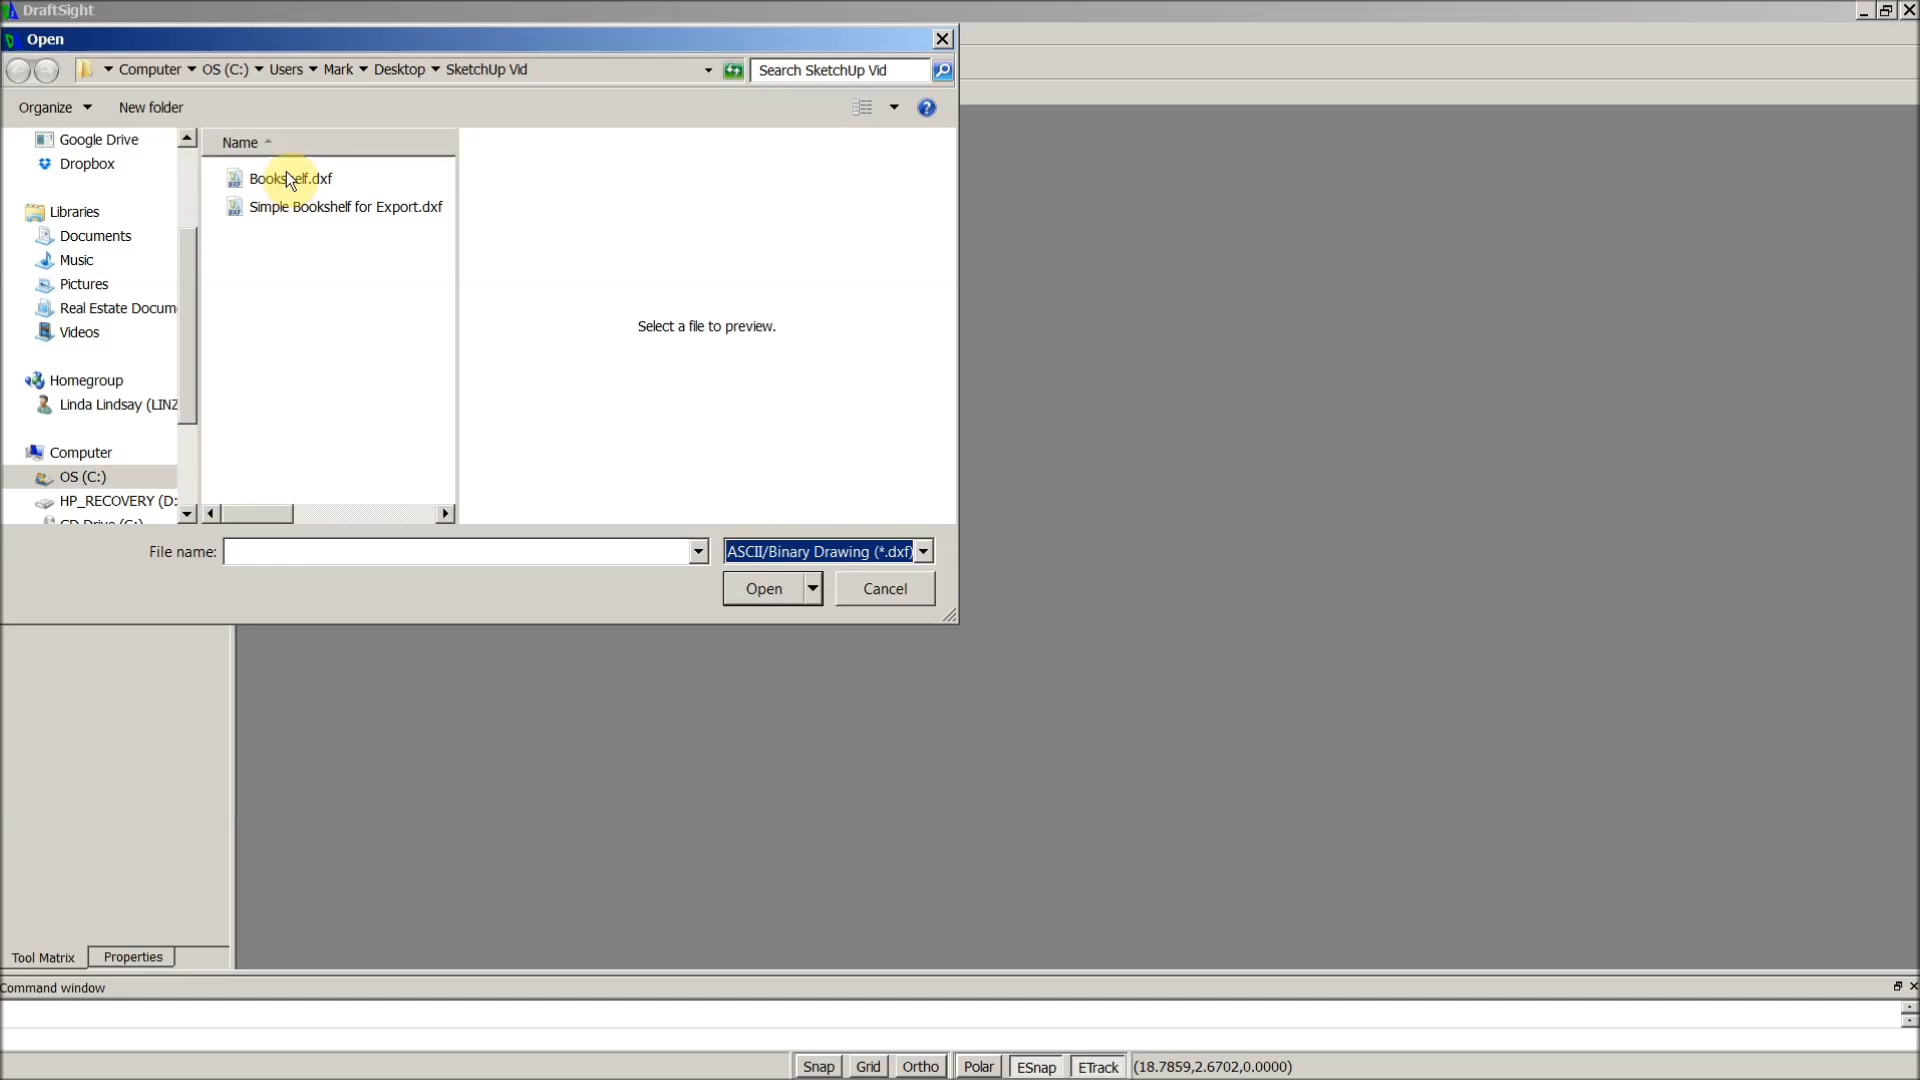 DraftSight
Open
Computer OS (C:) Users Mark Desktop SketchUp Vid
Search SketchUp Vid
Organize New folder
Google Drive
Dropbox
Libraries
Documents
Music
Pictures
Real Estate Docum
Videos
Homegroup
Linda Lindsay (LINZ
Computer
OS (C:)
HP_RECOVERY (D:
CD Drive (G:)
Name
Bookshelf.dxf
Simple Bookshelf for Export.dxf
Select a file to preview.
File name:
ASCII/Binary Drawing (*.dxf)
Open Cancel
Tool Matrix Properties
Command window
Snap Grid Ortho Polar ESnap ETrack (18.7859,2.6702,0.0000)